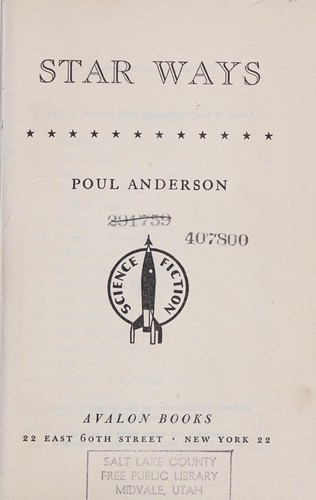 STAR WAYS
★ ★ ★ ★ ★ ★ ★ ★ ★ ★ ★ ★ ★
POUL ANDERSON
291759
407800
SCIENCE FICTION
AVALON BOOKS
22 EAST 60TH STREET · NEW YORK 22
SALT LAKE COUNTY
FREE PUBLIC LIBRARY
MIDVALE, UTAH